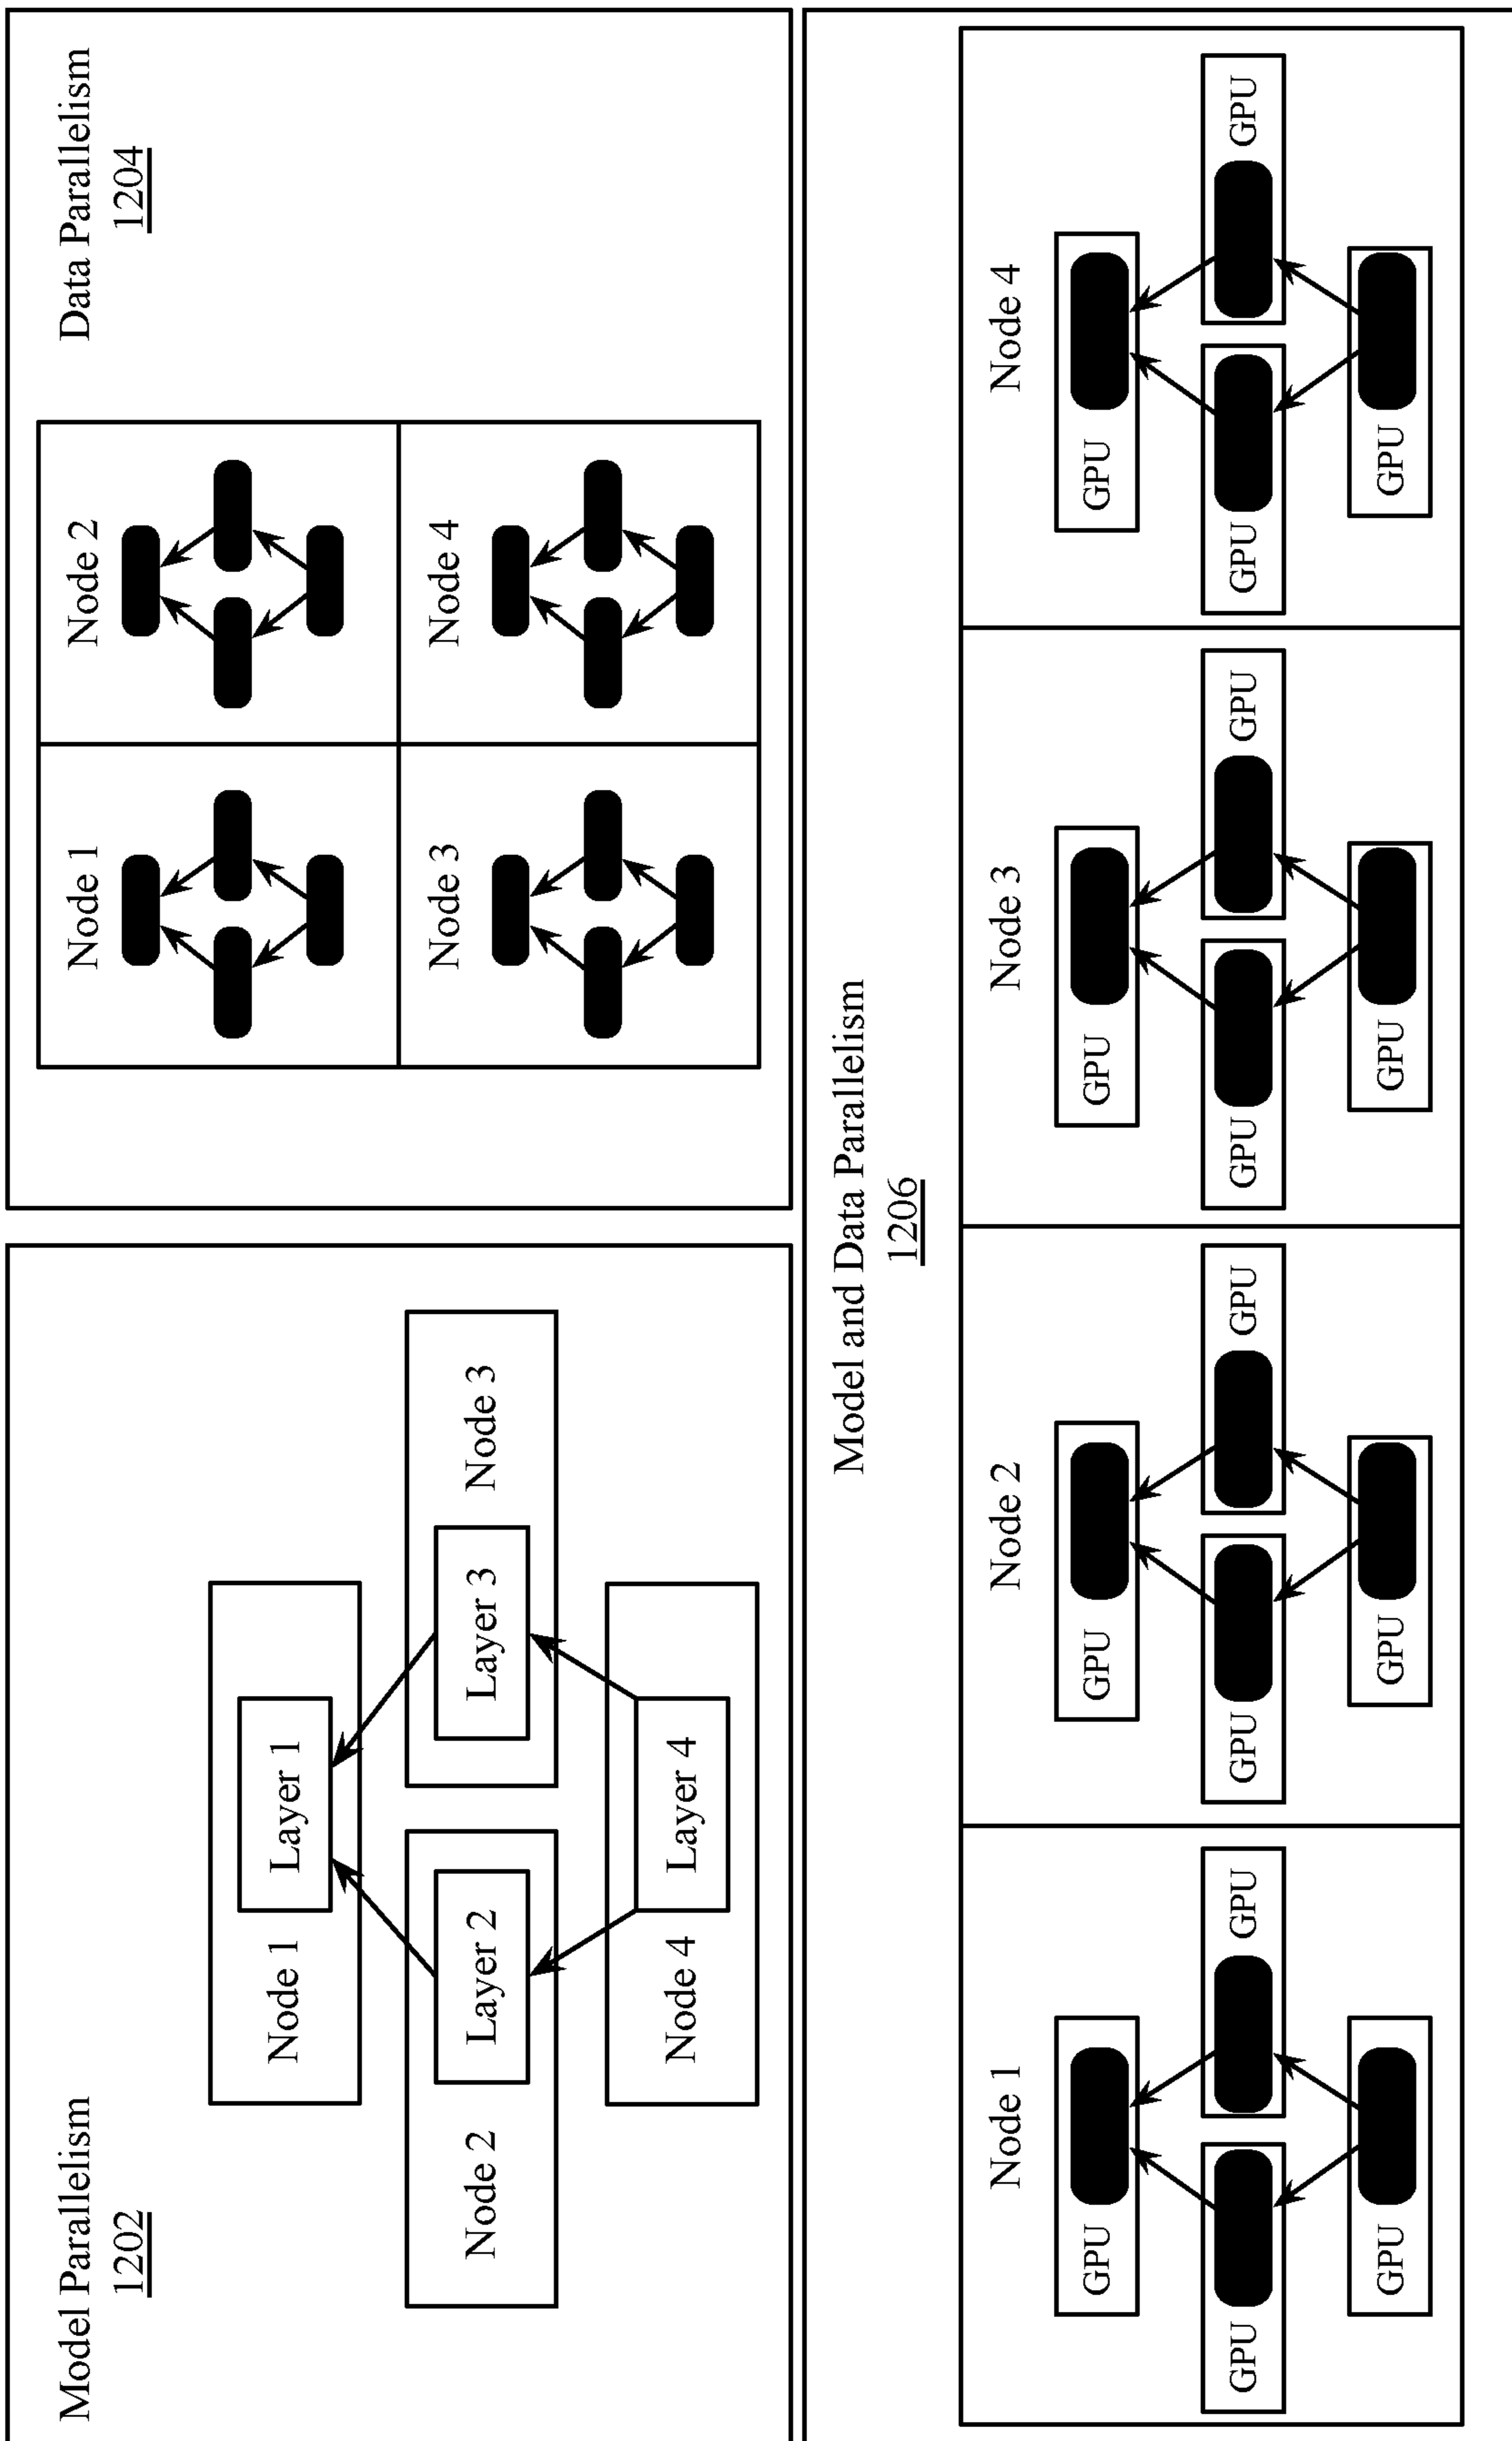 Model Parallelism
1202
Node 1
Layer 1
Node 2
Layer 2
Layer 3
Node 3
Node 4
Layer 4
Data Parallelism
1204
Node 1
Node 2
Node 3
Node 4
Model and Data Parallelism
1206
Node 1
GPU
GPU
GPU
GPU
Node 2
GPU
GPU
GPU
GPU
Node 3
GPU
GPU
GPU
GPU
Node 4
GPU
GPU
GPU
GPU